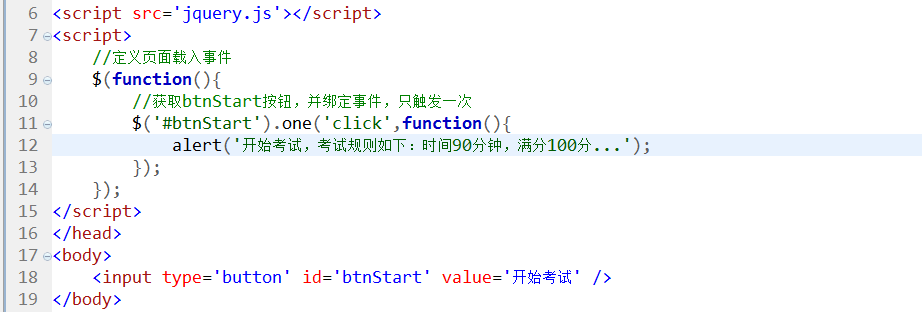 6 <script src='jquery.js'></script>
7 <script>
8 //定义页面载入事件
9 $(function(){
10 //获取btnStart按钮，并绑定事件，只触发一次
11 $('#btnStart').one('click',function(){
12 alert('开始考试，考试规则如下：时间90分钟，满分100分...');
13 });
14 });
15 </script>
16 </head>
17 <body>
18 <input type='button' id='btnStart' value='开始考试' />
19 </body>